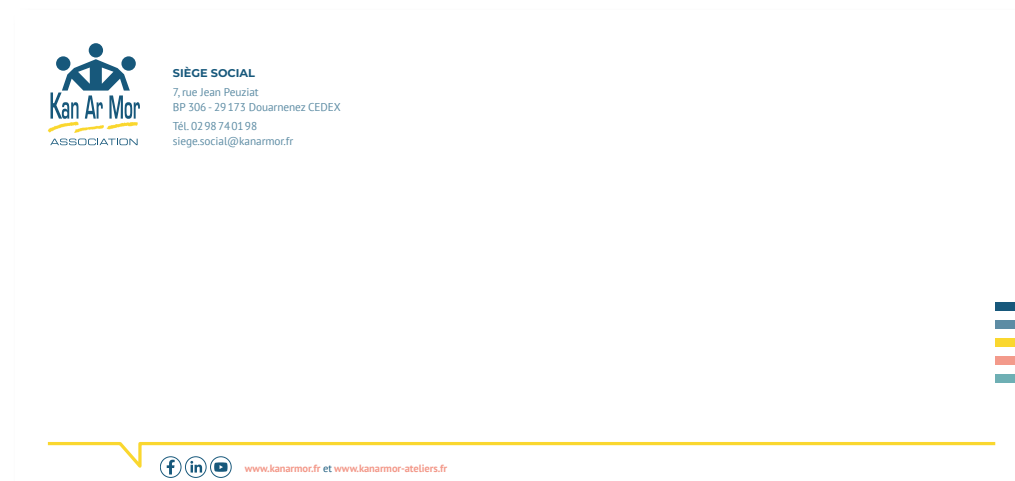 Kan Ar Mor
ASSOCIATION
SIÈGE SOCIAL
7, rue Jean Peuziat
BP 306 - 29 173 Douarnenez CEDEX
Tél. 02 98 74 01 98
siege.social@kanarmor.fr
www.kanarmor.fr et www.kanarmor-ateliers.fr